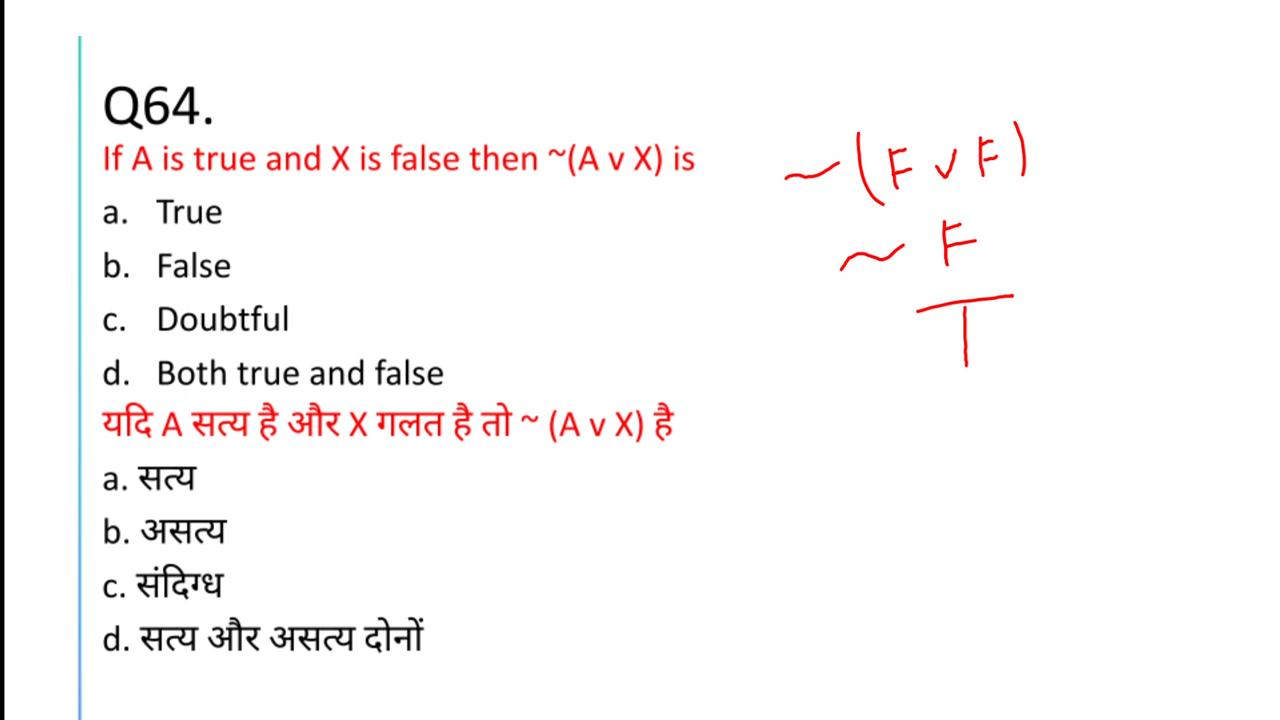 Q64.
If A is true and X is false then ~(A v X) is
a. True
b. False
c. Doubtful
d. Both true and false
यदि A सत्य है और X गलत है तो ~ (A v X) है
a. सत्य
b. असत्य
c. संदिग्ध
d. सत्य और असत्य दोनों
~(F v F)
~ F
T